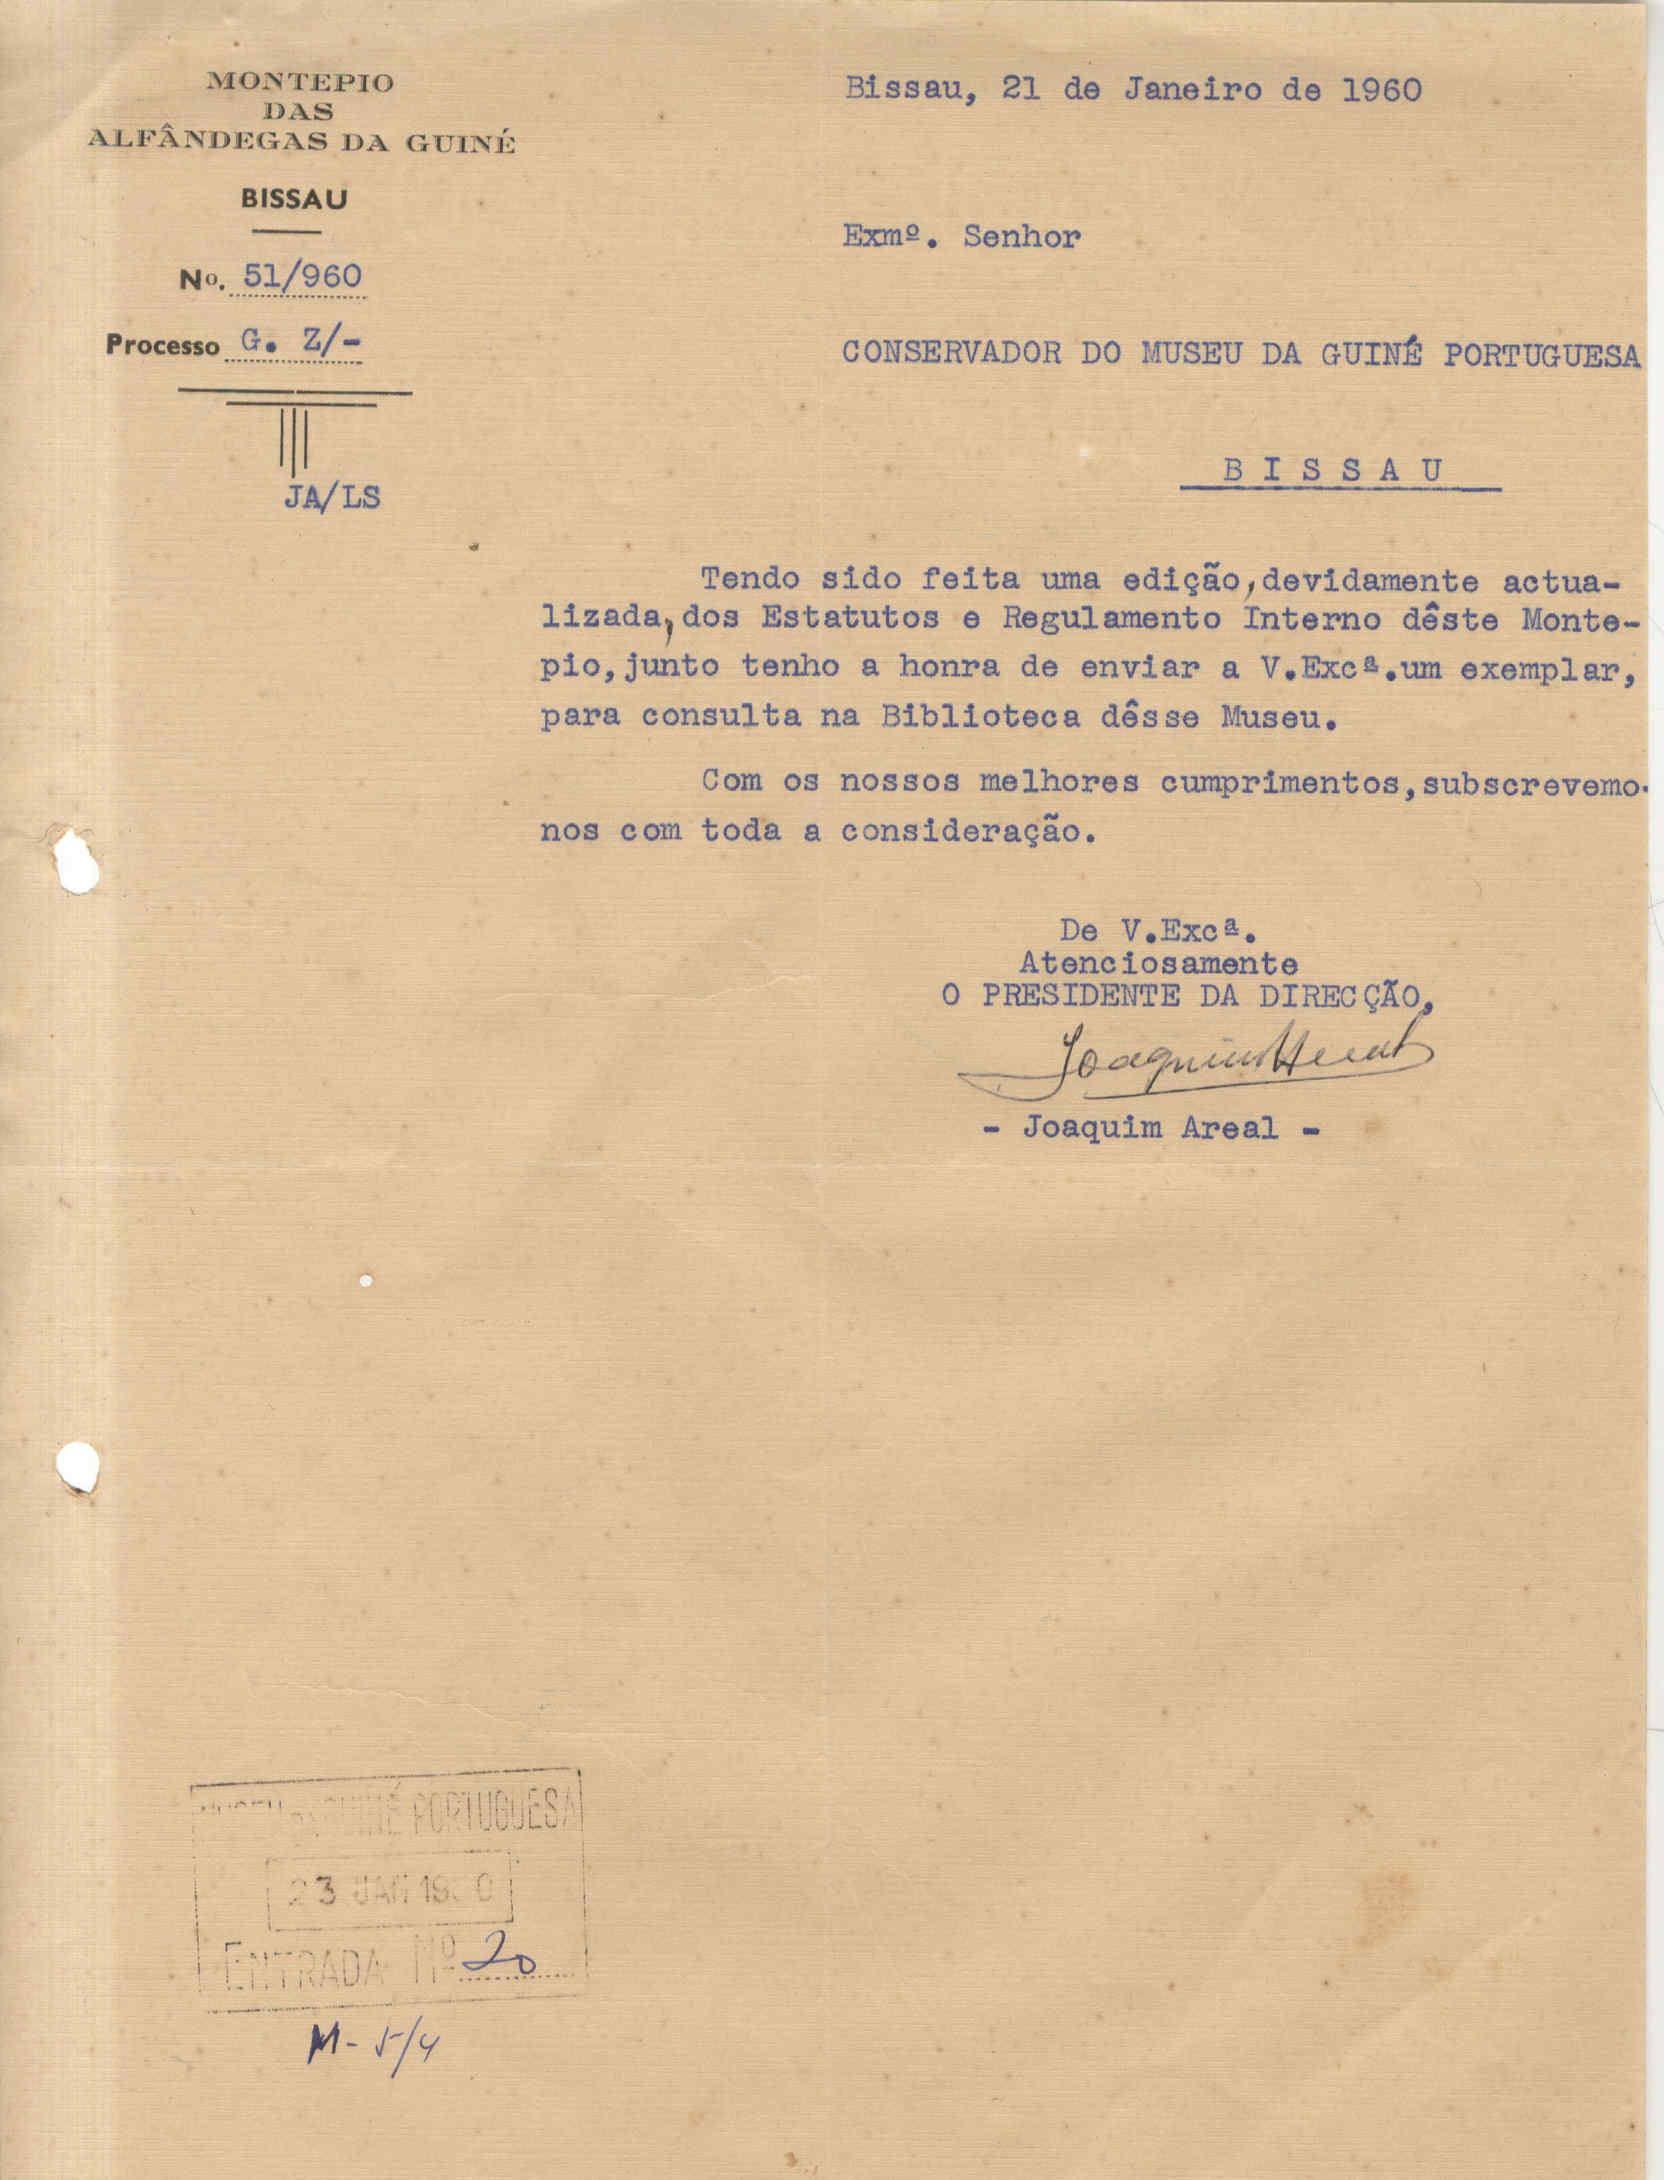 MONTEPIO
DAS
ALFÂNDEGAS DA GUINÉ
BISSAU
Nº. 51/960
Processo G. Z/-
JA/LS
Bissau, 21 de Janeiro de 1960
Exmº. Senhor
CONSERVADOR DO MUSEU DA GUINÉ PORTUGUESA
B I S S A U
Tendo sido feita uma edição, devidamente actua-
lizada, dos Estatutos e Regulamento Interno dêste Monte-
pio, junto tenho a honra de enviar a V.Excª.um exemplar,
para consulta na Biblioteca dêsse Museu.
Com os nossos melhores cumprimentos, subscrevemo-
nos com toda a consideração.
De V.Excª.
Atenciosamente
O PRESIDENTE DA DIRECÇÃO,
Joaquim Areal
- Joaquim Areal -
GUINÉ PORTUGUESA
23 JAN 1960
ENTRADA Nº 20
M- 5/4